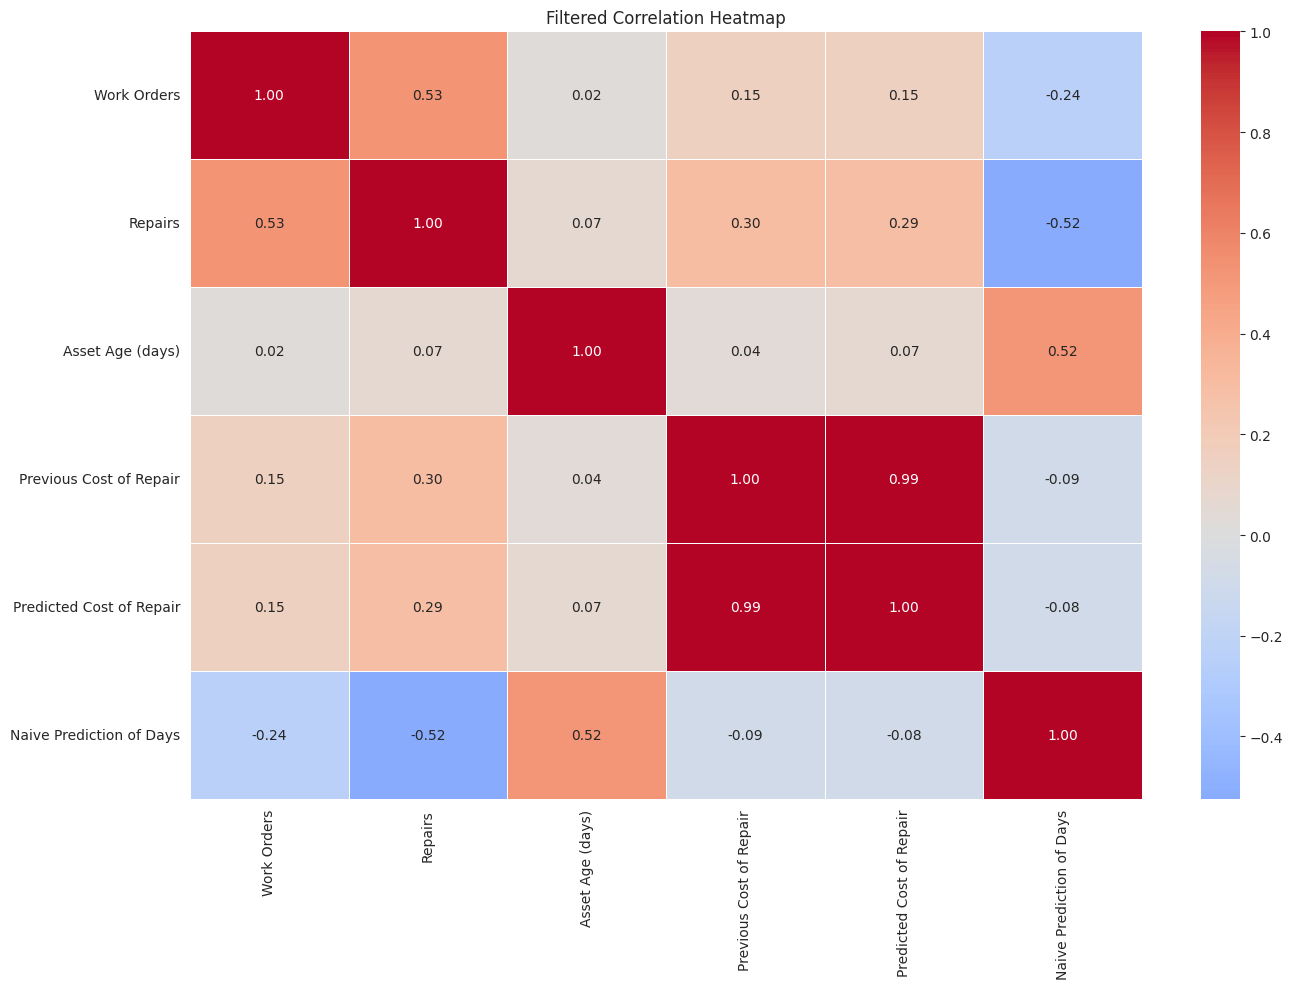 Filtered Correlation Heatmap
Work Orders 1.00 0.53 0.02 0.15 0.15 -0.24
Repairs 0.53 1.00 0.07 0.30 0.29 -0.52
Asset Age (days) 0.02 0.07 1.00 0.04 0.07 0.52
Previous Cost of Repair 0.15 0.30 0.04 1.00 0.99 -0.09
Predicted Cost of Repair 0.15 0.29 0.07 0.99 1.00 -0.08
Naive Prediction of Days -0.24 -0.52 0.52 -0.09 -0.08 1.00
Work Orders
Repairs
Asset Age (days)
Previous Cost of Repair
Predicted Cost of Repair
Naive Prediction of Days
1.0
0.8
0.6
0.4
0.2
0.0
−0.2
−0.4